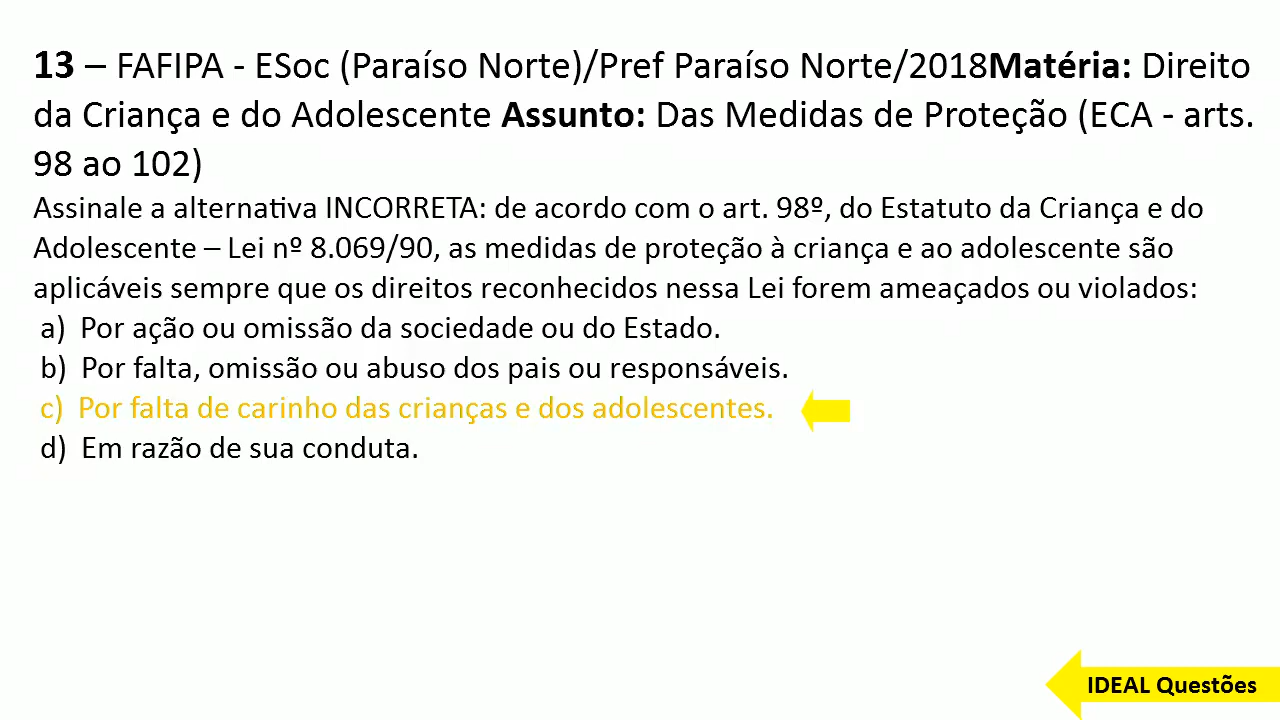 13 – FAFIPA - ESoc (Paraíso Norte)/Pref Paraíso Norte/2018Matéria: Direito
da Criança e do Adolescente Assunto: Das Medidas de Proteção (ECA - arts.
98 ao 102)
Assinale a alternativa INCORRETA: de acordo com o art. 98º, do Estatuto da Criança e do
Adolescente – Lei nº 8.069/90, as medidas de proteção à criança e ao adolescente são
aplicáveis sempre que os direitos reconhecidos nessa Lei forem ameaçados ou violados:
a) Por ação ou omissão da sociedade ou do Estado.
b) Por falta, omissão ou abuso dos pais ou responsáveis.
c) Por falta de carinho das crianças e dos adolescentes.
d) Em razão de sua conduta.
IDEAL Questões